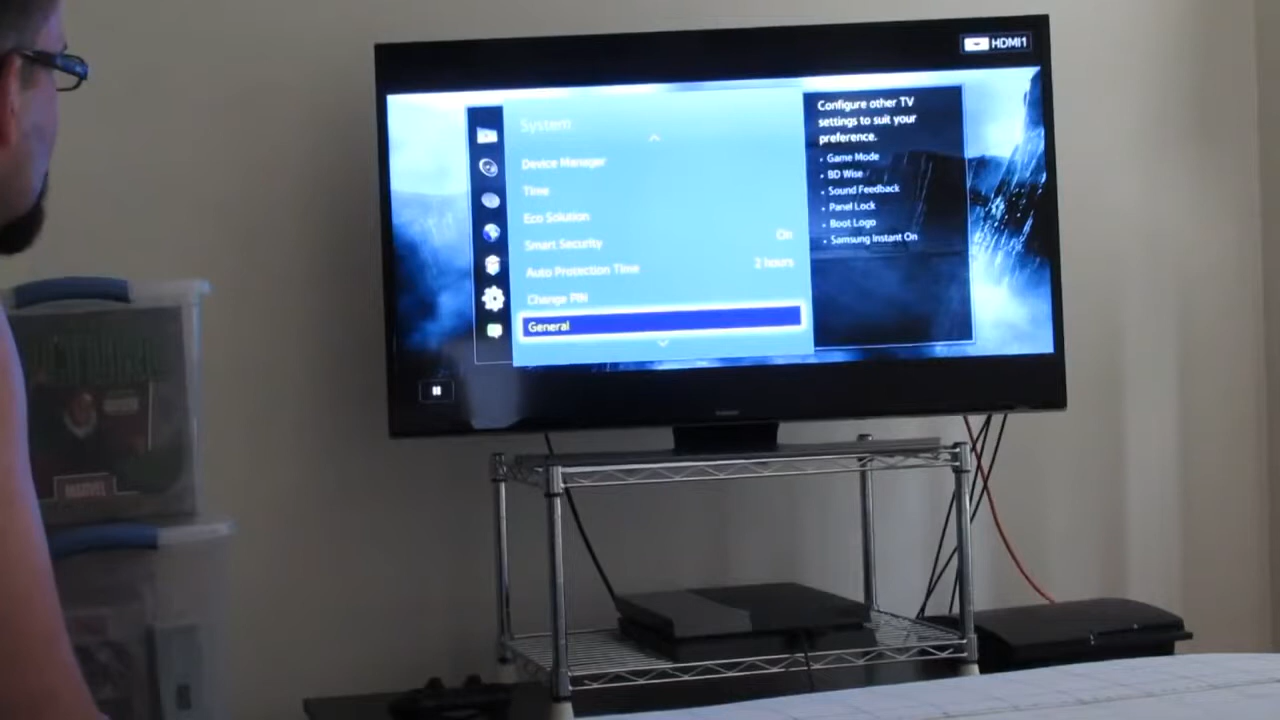 HDMI1
System
Device Manager
Time
Eco Solution
Smart Security On
Auto Protection Time 2 hours
Change PIN
General
Configure other TV
settings to suit your
preference.
• Game Mode
• BD Wise
• Sound Feedback
• Panel Lock
• Boot Logo
• Samsung Instant On
MARVEL